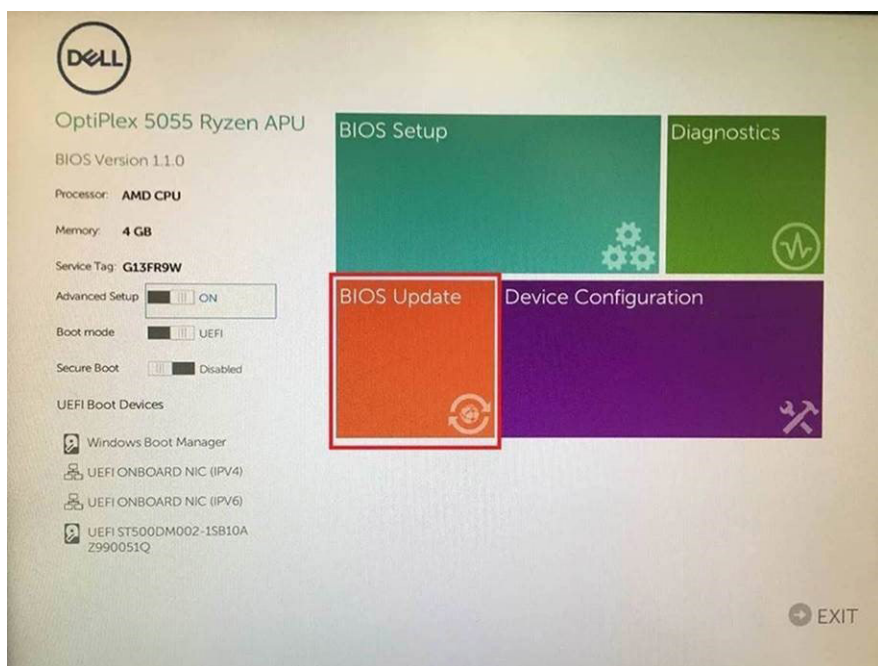 DELL
OptiPlex 5055 Ryzen APU
BIOS Version 1.1.0
Processor: AMD CPU
Memory: 4 GB
Service Tag: G13FR9W
Advanced Setup ON
Boot mode UEFI
Secure Boot Disabled
UEFI Boot Devices
Windows Boot Manager
UEFI ONBOARD NIC (IPV4)
UEFI ONBOARD NIC (IPV6)
UEFI ST500DM002-1SB10A
Z990051Q
BIOS Setup
Diagnostics
BIOS Update
Device Configuration
EXIT